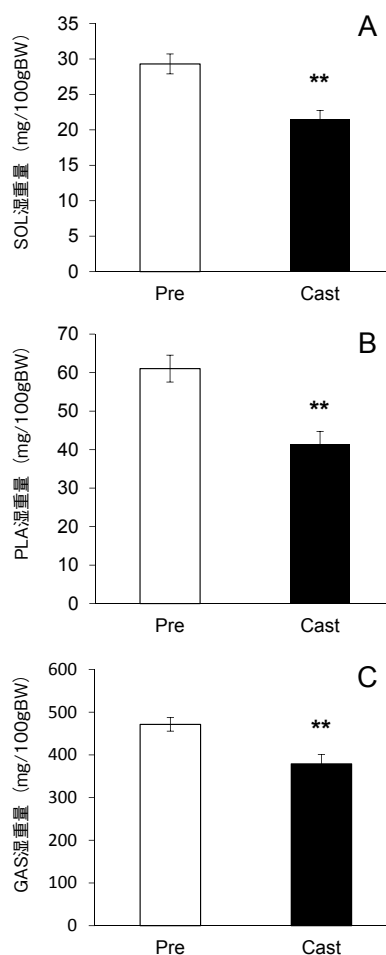 A
SOL湿重量 (mg/100gBW)
35
30
25
20
15
10
5
0
**
Pre Cast
B
PLA湿重量 (mg/100gBW)
70
60
50
40
30
20
10
0
**
Pre Cast
C
GAS湿重量 (mg/100gBW)
600
500
400
300
200
100
0
**
Pre Cast